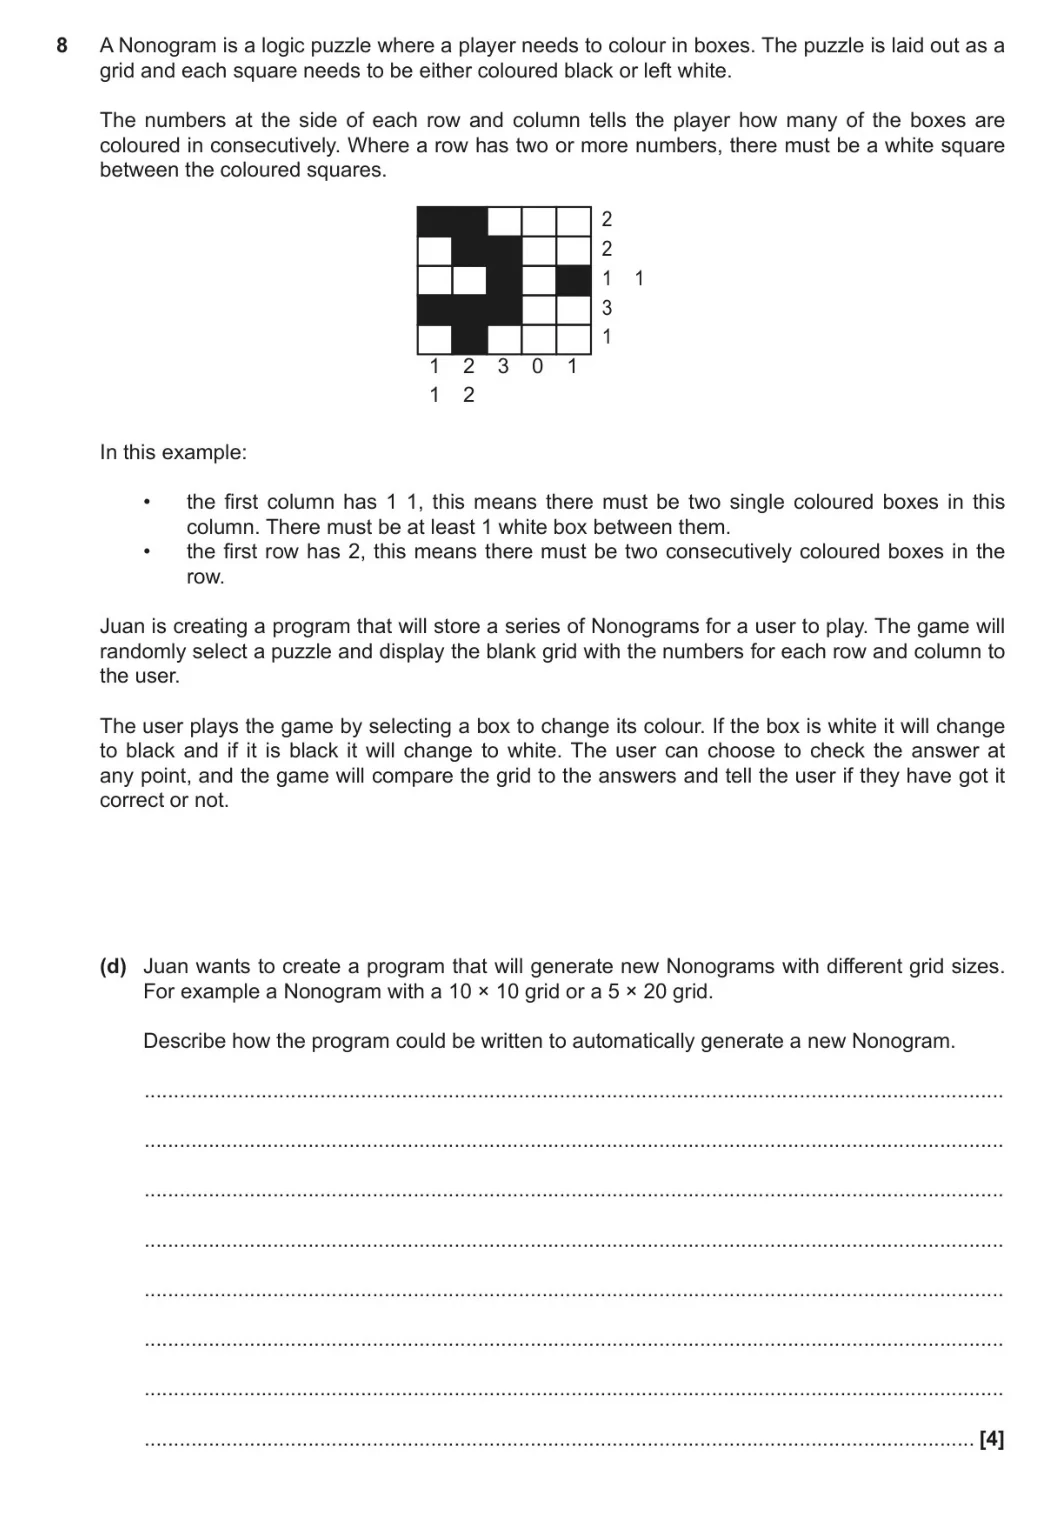 8 A Nonogram is a logic puzzle where a player needs to colour in boxes. The puzzle is laid out as a
grid and each square needs to be either coloured black or left white.
The numbers at the side of each row and column tells the player how many of the boxes are
coloured in consecutively. Where a row has two or more numbers, there must be a white square
between the coloured squares.
2
2
1 1
3
1
1 2 3 0 1
1 2
In this example:
• the first column has 1 1, this means there must be two single coloured boxes in this
column. There must be at least 1 white box between them.
• the first row has 2, this means there must be two consecutively coloured boxes in the
row.
Juan is creating a program that will store a series of Nonograms for a user to play. The game will
randomly select a puzzle and display the blank grid with the numbers for each row and column to
the user.
The user plays the game by selecting a box to change its colour. If the box is white it will change
to black and if it is black it will change to white. The user can choose to check the answer at
any point, and the game will compare the grid to the answers and tell the user if they have got it
correct or not.
(d) Juan wants to create a program that will generate new Nonograms with different grid sizes.
For example a Nonogram with a 10 × 10 grid or a 5 × 20 grid.
Describe how the program could be written to automatically generate a new Nonogram.
[4]